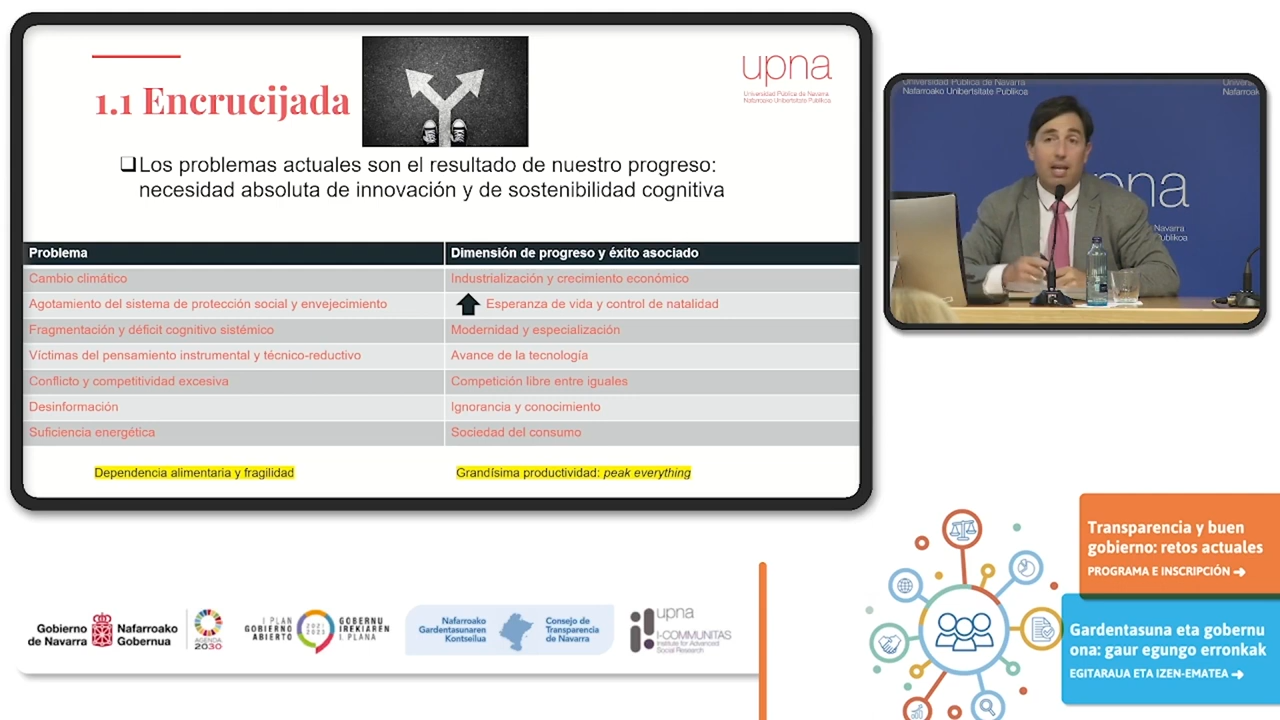 1.1 Encrucijada
upna
Universidad Pública de Navarra
Nafarroako Unibertsitate Publikoa
❑Los problemas actuales son el resultado de nuestro progreso:
necesidad absoluta de innovación y de sostenibilidad cognitiva
Problema
Dimensión de progreso y éxito asociado
Cambio climático
Industrialización y crecimiento económico
Agotamiento del sistema de protección social y envejecimiento
Esperanza de vida y control de natalidad
Fragmentación y déficit cognitivo sistémico
Modernidad y especialización
Víctimas del pensamiento instrumental y técnico-reductivo
Avance de la tecnología
Conflicto y competitividad excesiva
Competición libre entre iguales
Desinformación
Ignorancia y conocimiento
Suficiencia energética
Sociedad del consumo
Dependencia alimentaria y fragilidad
Grandísima productividad: peak everything
Universidad Pública de Navarra
Nafarroako Unibertsitate Publikoa
upna
Navarra
Publikoa
Gobierno
de Navarra
Nafarroako
Gobernua
AGENDA
2030
I PLAN
GOBIERNO
ABIERTO
2021
2023
GOBERNU
IREKIAREN
I. PLANA
Nafarroako
Gardentasunaren
Kontseilua
Consejo de
Transparencia
de Navarra
upna
I-COMMUNITAS
Institute for Advanced
Social Research
Transparencia y buen
gobierno: retos actuales
PROGRAMA E INSCRIPCIÓN ➔
Gardentasuna eta gobernu
ona: gaur egungo erronkak
EGITARAUA ETA IZEN-EMATEA ➔